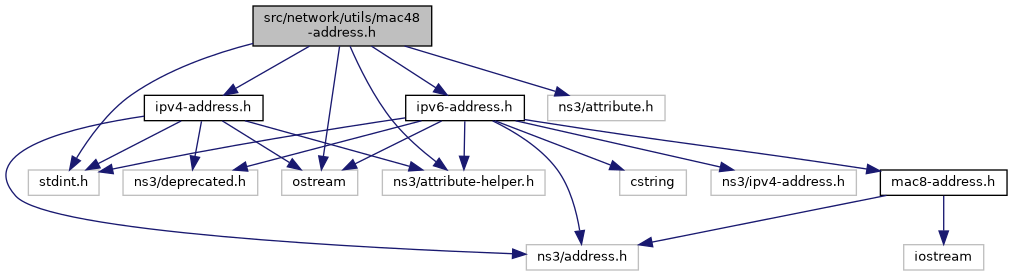 src/network/utils/mac48
-address.h
ipv4-address.h
ipv6-address.h
ns3/attribute.h
stdint.h
ns3/deprecated.h
ostream
ns3/attribute-helper.h
cstring
ns3/ipv4-address.h
mac8-address.h
ns3/address.h
iostream